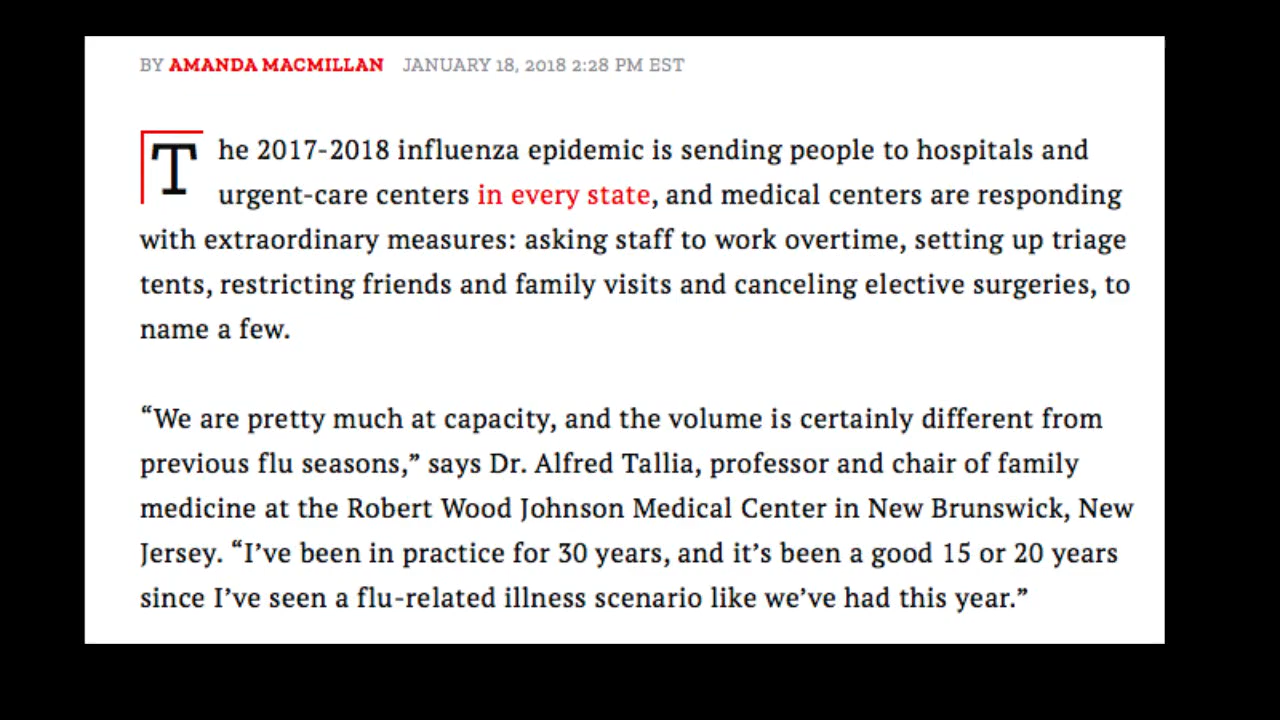 BY AMANDA MACMILLAN JANUARY 18, 2018 2:28 PM EST
The 2017-2018 influenza epidemic is sending people to hospitals and
urgent-care centers in every state, and medical centers are responding
with extraordinary measures: asking staff to work overtime, setting up triage
tents, restricting friends and family visits and canceling elective surgeries, to
name a few.
“We are pretty much at capacity, and the volume is certainly different from
previous flu seasons,” says Dr. Alfred Tallia, professor and chair of family
medicine at the Robert Wood Johnson Medical Center in New Brunswick, New
Jersey. “I’ve been in practice for 30 years, and it’s been a good 15 or 20 years
since I’ve seen a flu-related illness scenario like we’ve had this year.”